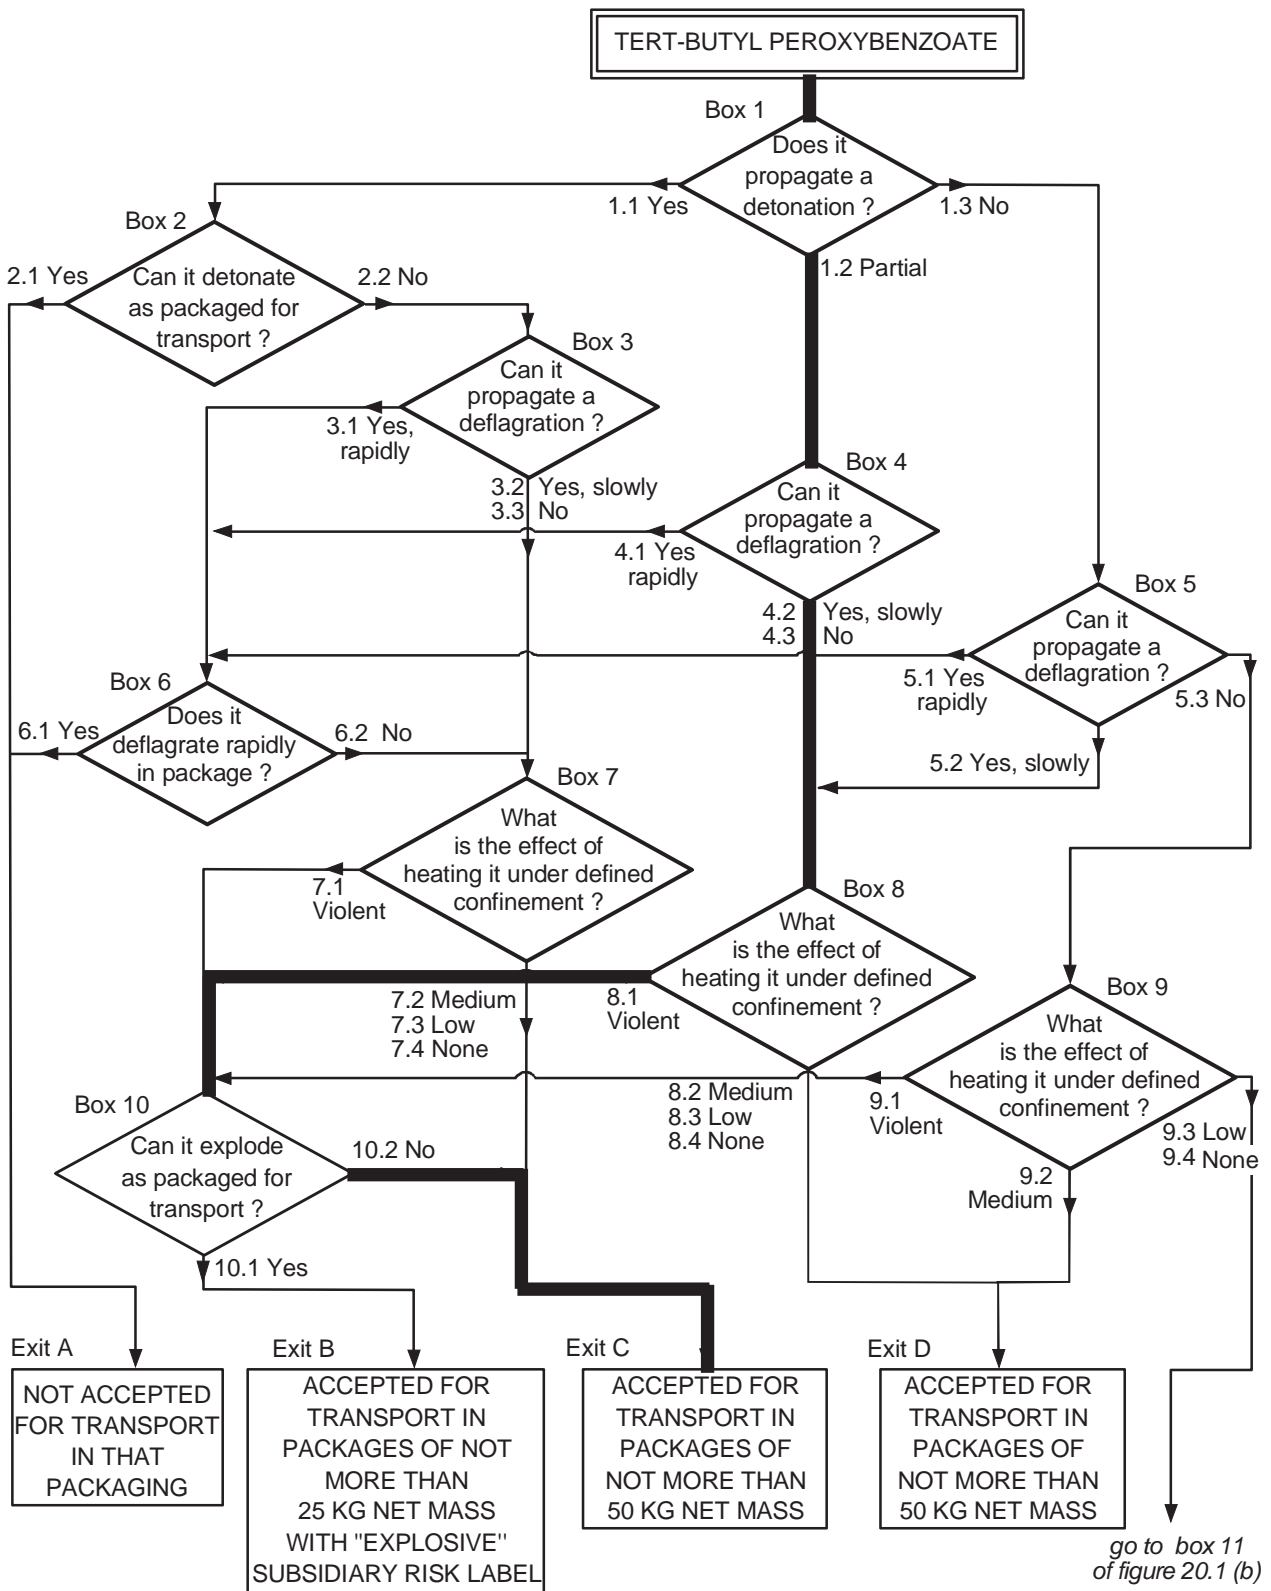 TERT-BUTYL PEROXYBENZOATE
Box 1
Does it
propagate a
detonation ?
1.1 Yes
1.3 No
1.2 Partial
Box 2
Can it detonate
as packaged for
transport ?
2.1 Yes
2.2 No
Box 3
Can it
propagate a
deflagration ?
3.1 Yes,
rapidly
3.2 Yes, slowly
3.3 No
Box 4
Can it
propagate a
deflagration ?
4.1 Yes
rapidly
4.2 Yes, slowly
4.3 No
Box 5
Can it
propagate a
deflagration ?
5.1 Yes
rapidly
5.3 No
5.2 Yes, slowly
Box 6
Does it
deflagrate rapidly
in package ?
6.1 Yes
6.2 No
Box 7
What
is the effect of
heating it under defined
confinement ?
7.1
Violent
7.2 Medium
7.3 Low
7.4 None
Box 8
What
is the effect of
heating it under defined
confinement ?
8.1
Violent
8.2 Medium
8.3 Low
8.4 None
Box 9
What
is the effect of
heating it under defined
confinement ?
9.1
Violent
9.2
Medium
9.3 Low
9.4 None
Box 10
Can it explode
as packaged for
transport ?
10.2 No
10.1 Yes
Exit A
NOT ACCEPTED
FOR TRANSPORT
IN THAT
PACKAGING
Exit B
ACCEPTED FOR
TRANSPORT IN
PACKAGES OF NOT
MORE THAN
25 KG NET MASS
WITH "EXPLOSIVE"
SUBSIDIARY RISK LABEL
Exit C
ACCEPTED FOR
TRANSPORT IN
PACKAGES OF
NOT MORE THAN
50 KG NET MASS
Exit D
ACCEPTED FOR
TRANSPORT IN
PACKAGES OF
NOT MORE THAN
50 KG NET MASS
go to box 11
of figure 20.1 (b)